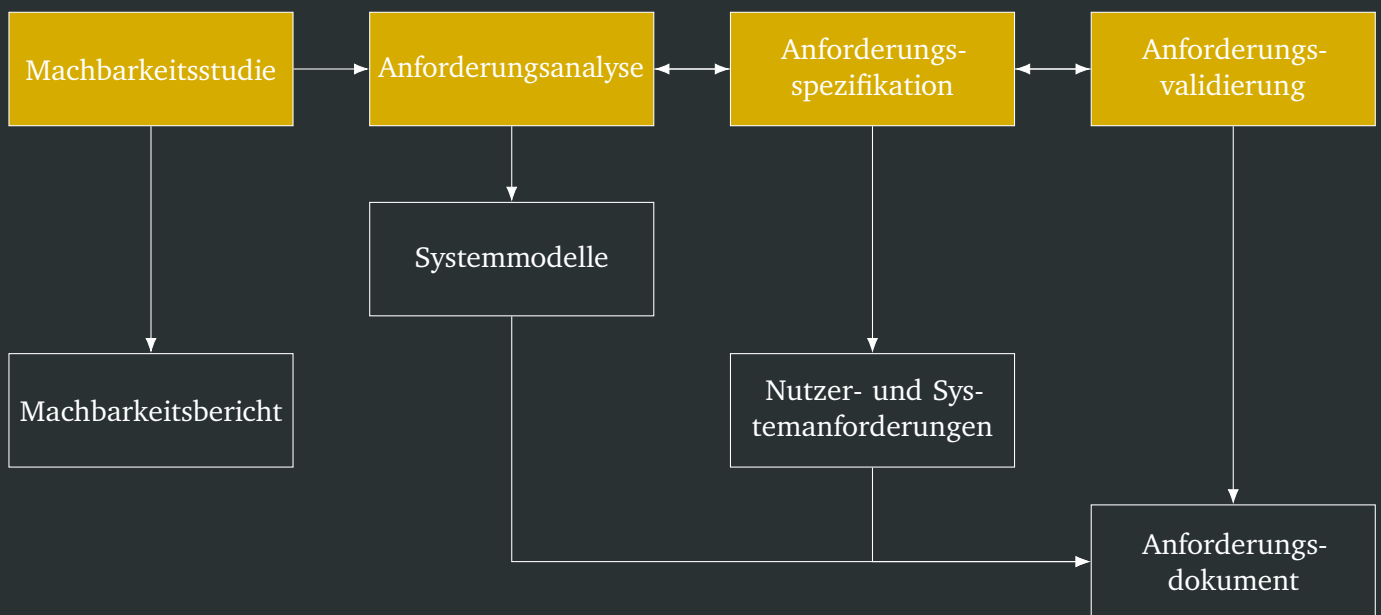 Machbarkeitsstudie
Anforderungsanalyse
Anforderungs-
spezifikation
Anforderungs-
validierung
Systemmodelle
Machbarkeitsbericht
Nutzer- und Sys-
temanforderungen
Anforderungs-
dokument